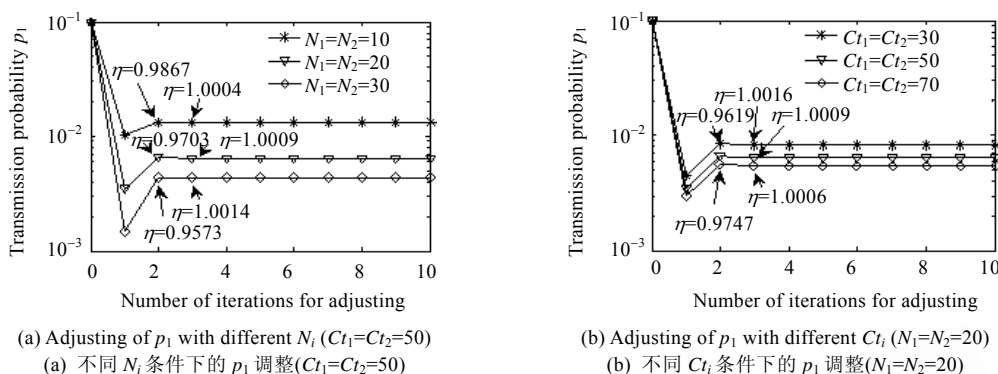 Transmission probability p₁
10⁻¹
10⁻²
10⁻³
N₁=N₂=10
N₁=N₂=20
N₁=N₂=30
η=0.9867
η=1.0004
η=0.9703
η=1.0009
η=1.0014
η=0.9573
0 2 4 6 8 10
Number of iterations for adjusting
(a) Adjusting of p₁ with different Nᵢ (Ct₁=Ct₂=50)
(a) 不同 Nᵢ 条件下的 p₁ 调整(Ct₁=Ct₂=50)
Transmission probability p₁
10⁻¹
10⁻²
10⁻³
Ct₁=Ct₂=30
Ct₁=Ct₂=50
Ct₁=Ct₂=70
η=1.0016
η=0.9619
η=1.0009
η=1.0006
η=0.9747
0 2 4 6 8 10
Number of iterations for adjusting
(b) Adjusting of p₁ with different Ctᵢ (N₁=N₂=20)
(b) 不同 Ctᵢ 条件下的 p₁ 调整(N₁=N₂=20)